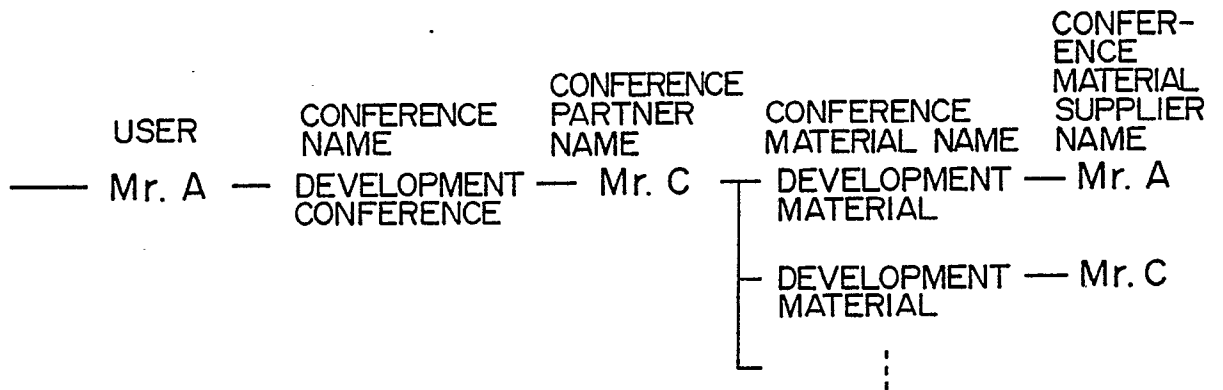 USER
CONFERENCE
NAME
CONFERENCE
PARTNER
NAME
CONFERENCE
MATERIAL NAME
CONFER-
ENCE
MATERIAL
SUPPLIER
NAME
Mr. A
DEVELOPMENT
CONFERENCE
Mr. C
DEVELOPMENT
MATERIAL
Mr. A
DEVELOPMENT
MATERIAL
Mr. C